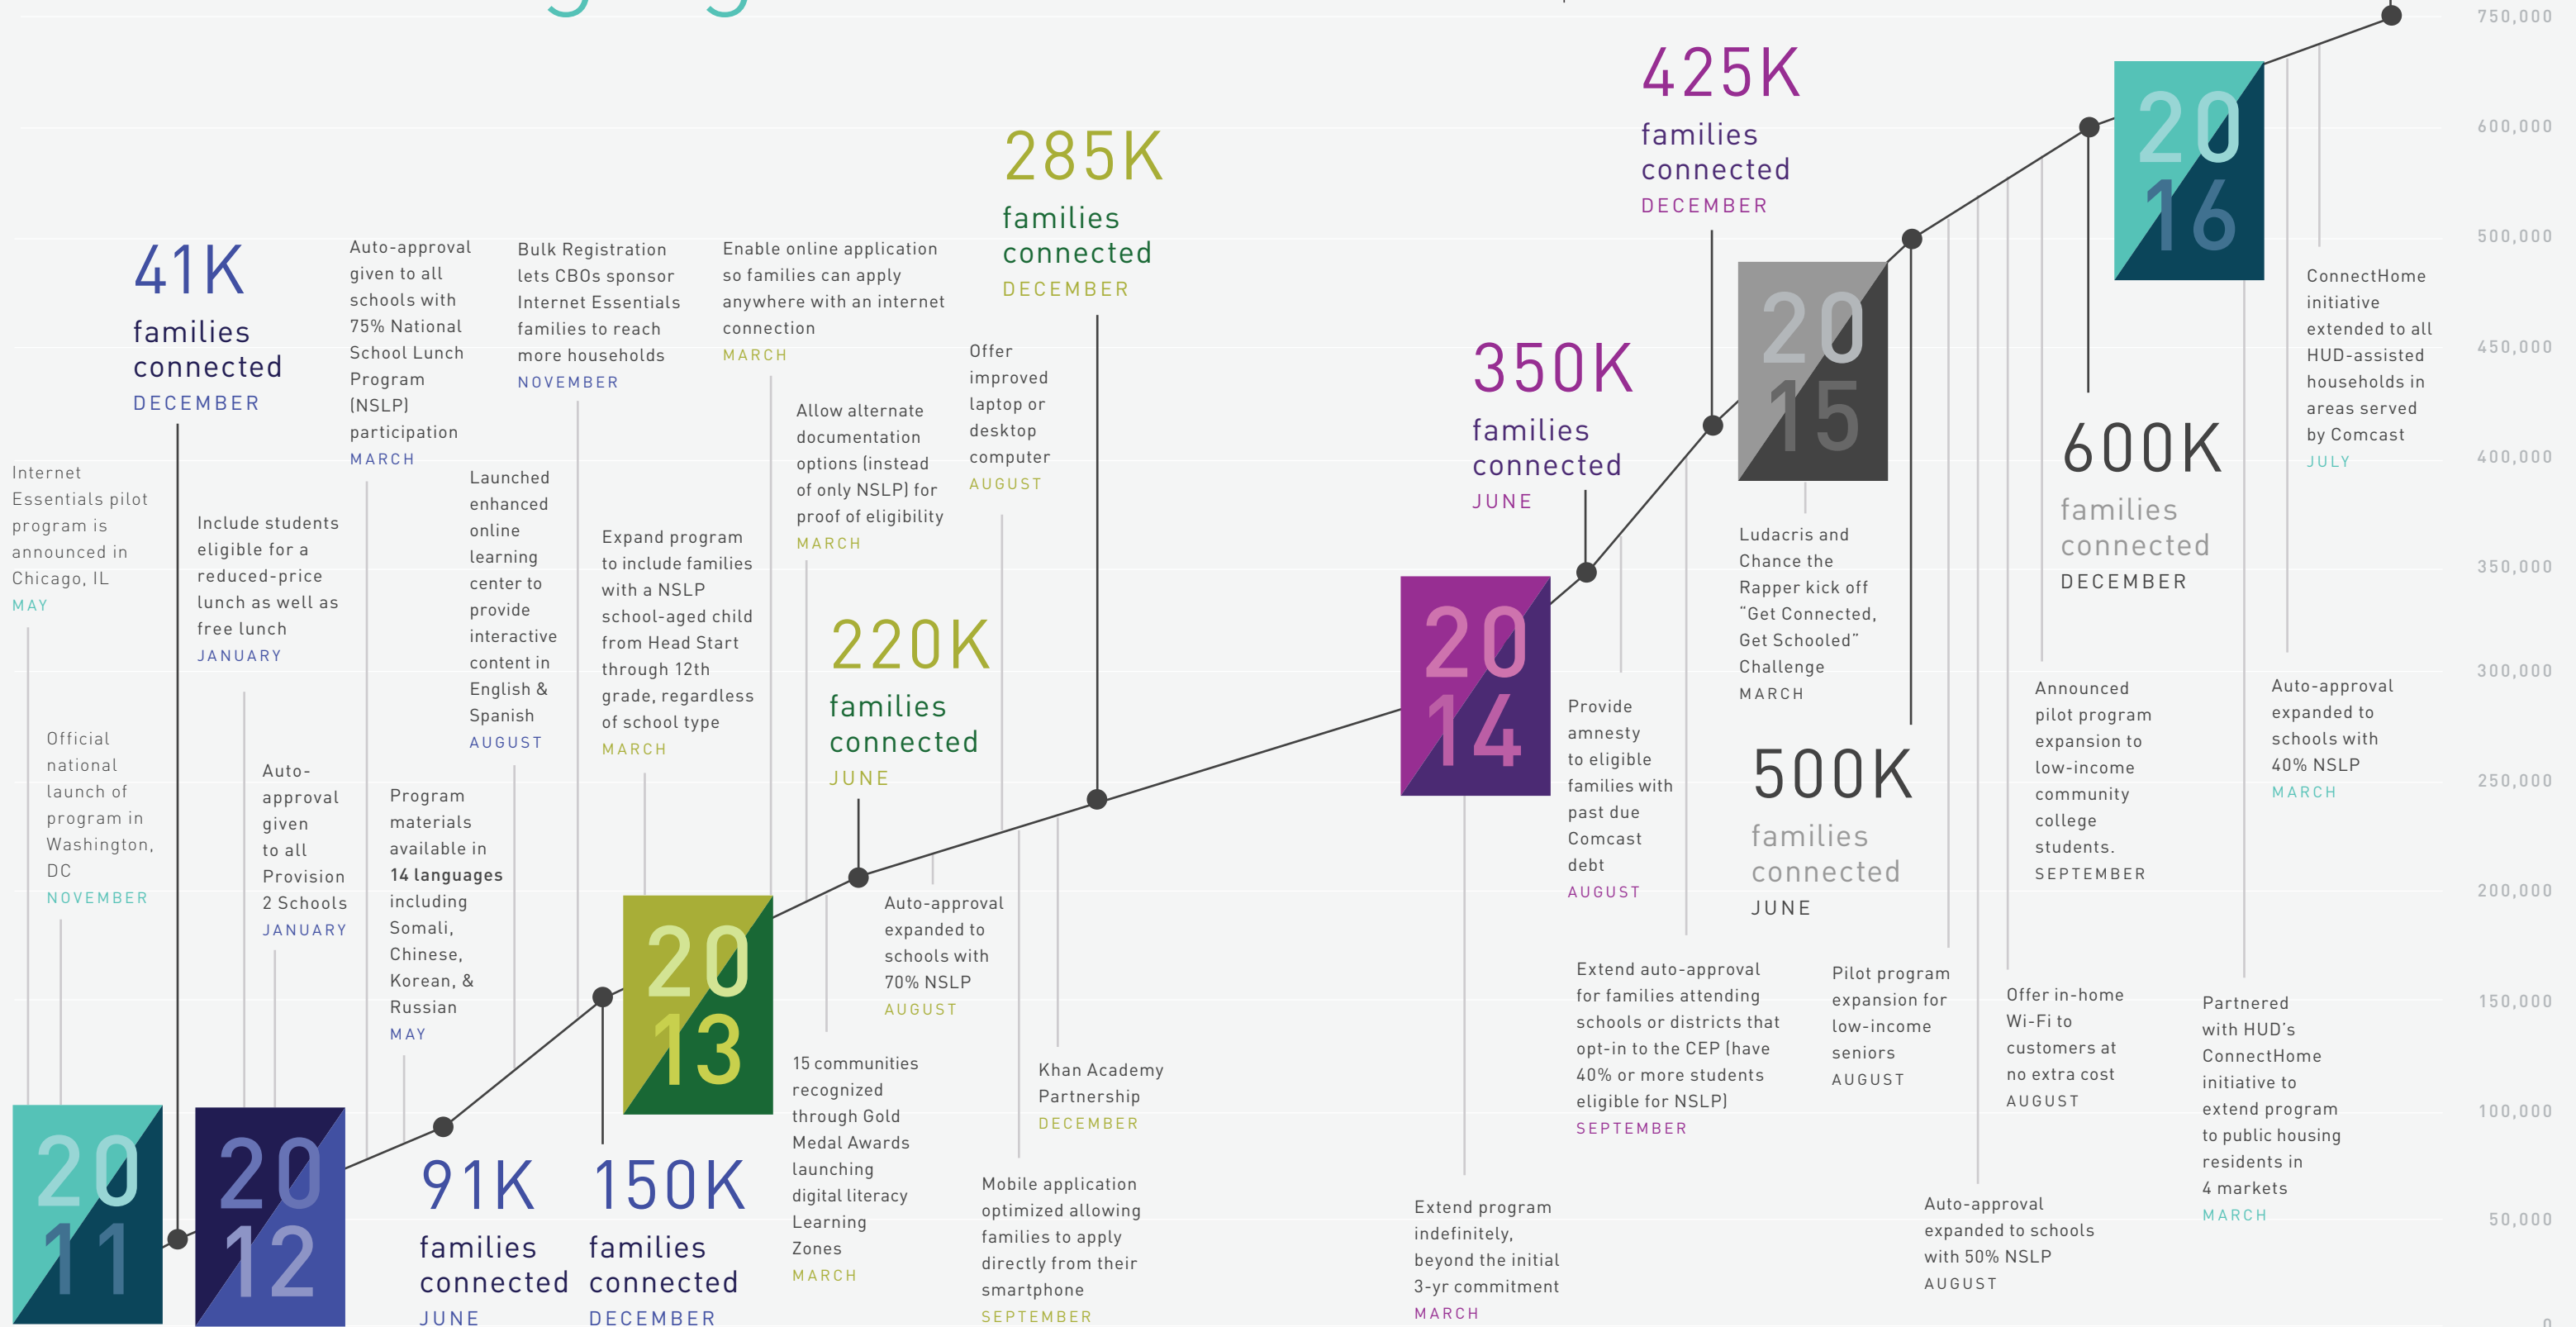 41K
families
connected
DECEMBER
Internet
Essentials pilot
program is
announced in
Chicago, IL
MAY
Official
national
launch of
program in
Washington,
DC
NOVEMBER
20
11
Include students
eligible for a
reduced-price
lunch as well as
free lunch
JANUARY
Auto-
approval
given
to all
Provision
2 Schools
JANUARY
20
12
Auto-approval
given to all
schools with
75% National
School Lunch
Program
(NSLP)
participation
MARCH
Program
materials
available in
14 languages
including
Somali,
Chinese,
Korean, &
Russian
MAY
91K
families
connected
JUNE
Launched
enhanced
online
learning
center to
provide
interactive
content in
English &
Spanish
AUGUST
Bulk Registration
lets CBOs sponsor
Internet Essentials
families to reach
more households
NOVEMBER
150K
families
connected
DECEMBER
20
13
Expand program
to include families
with a NSLP
school-aged child
from Head Start
through 12th
grade, regardless
of school type
MARCH
Enable online application
so families can apply
anywhere with an internet
connection
MARCH
Allow alternate
documentation
options (instead
of only NSLP) for
proof of eligibility
MARCH
15 communities
recognized
through Gold
Medal Awards
launching
digital literacy
Learning
Zones
MARCH
220K
families
connected
JUNE
Auto-approval
expanded to
schools with
70% NSLP
AUGUST
Offer
improved
laptop or
desktop
computer
AUGUST
Mobile application
optimized allowing
families to apply
directly from their
smartphone
SEPTEMBER
Khan Academy
Partnership
DECEMBER
285K
families
connected
DECEMBER
20
14
Extend program
indefinitely,
beyond the initial
3-yr commitment
MARCH
350K
families
connected
JUNE
Provide
amnesty
to eligible
families with
past due
Comcast
debt
AUGUST
Extend auto-approval
for families attending
schools or districts that
opt-in to the CEP (have
40% or more students
eligible for NSLP)
SEPTEMBER
425K
families
connected
DECEMBER
20
15
Ludacris and
Chance the
Rapper kick off
“Get Connected,
Get Schooled”
Challenge
MARCH
500K
families
connected
JUNE
Pilot program
expansion for
low-income
seniors
AUGUST
Auto-approval
expanded to schools
with 50% NSLP
AUGUST
Offer in-home
Wi-Fi to
customers at
no extra cost
AUGUST
Announced
pilot program
expansion to
low-income
community
college
students.
SEPTEMBER
600K
families
connected
DECEMBER
20
16
Partnered
with HUD’s
ConnectHome
initiative to
extend program
to public housing
residents in
4 markets
MARCH
Auto-approval
expanded to
schools with
40% NSLP
MARCH
ConnectHome
initiative
extended to all
HUD-assisted
households in
areas served
by Comcast
JULY
750,000
600,000
500,000
450,000
400,000
350,000
300,000
250,000
200,000
150,000
100,000
50,000
0